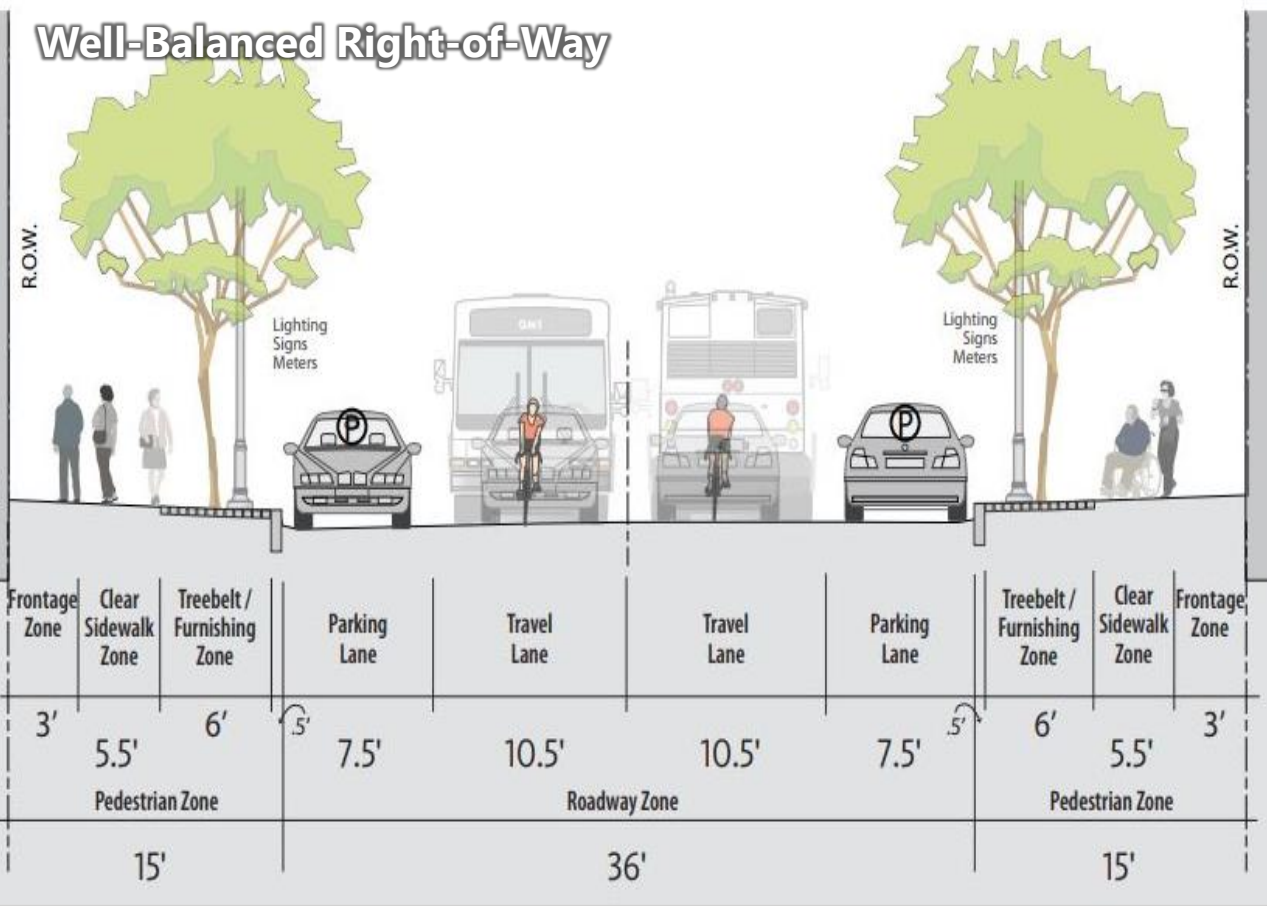 Well-Balanced Right-of-Way
R.O.W.
R.O.W.
Lighting
Signs
Meters
Lighting
Signs
Meters
P
P
Frontage
Zone
Clear
Sidewalk
Zone
Treebelt /
Furnishing
Zone
Parking
Lane
Travel
Lane
Travel
Lane
Parking
Lane
Treebelt /
Furnishing
Zone
Clear
Sidewalk
Zone
Frontage
Zone
3'
5.5'
6'
.5'
7.5'
10.5'
10.5'
7.5'
.5'
6'
5.5'
3'
Pedestrian Zone
Roadway Zone
Pedestrian Zone
15'
36'
15'